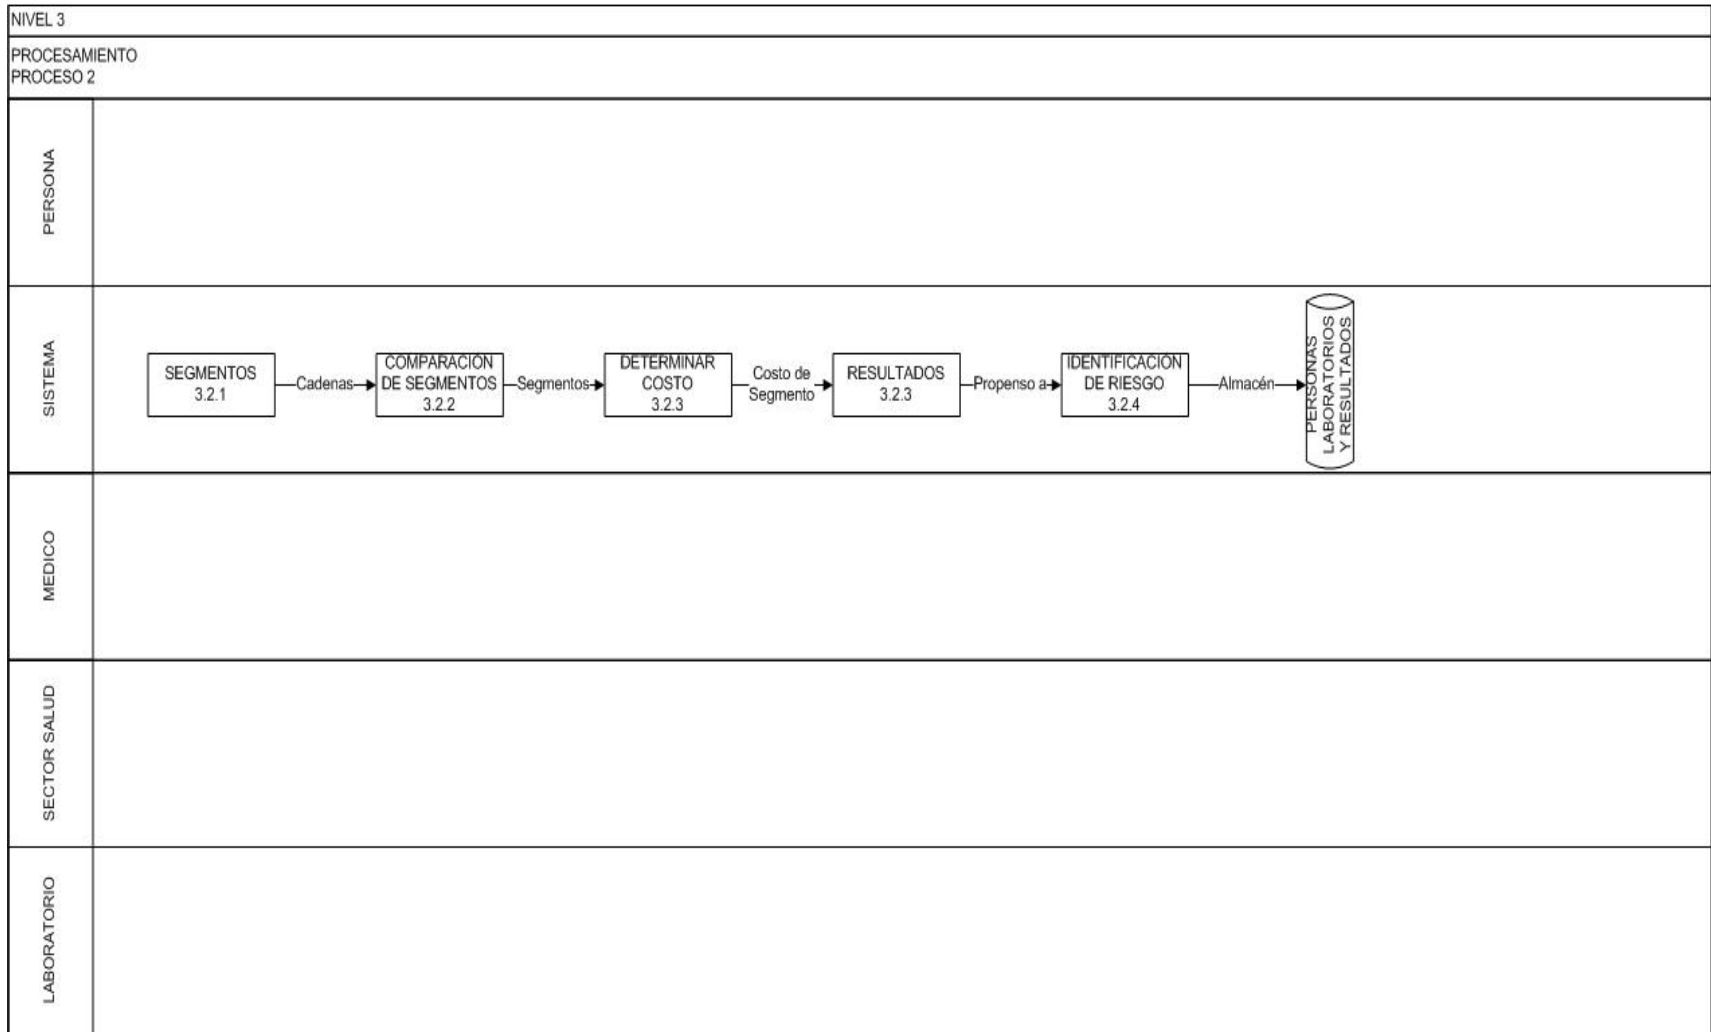 NIVEL 3
PROCESAMIENTO
PROCESO 2
PERSONA
SISTEMA
SEGMENTOS
3.2.1
Cadenas
COMPARACIÓN
DE SEGMENTOS
3.2.2
Segmentos
DETERMINAR
COSTO
3.2.3
Costo de
Segmento
RESULTADOS
3.2.3
Propenso a
IDENTIFICACIÓN
DE RIESGO
3.2.4
Almacén
PERSONAS
LABORATORIOS
Y RESULTADOS
MEDICO
SECTOR SALUD
LABORATORIO